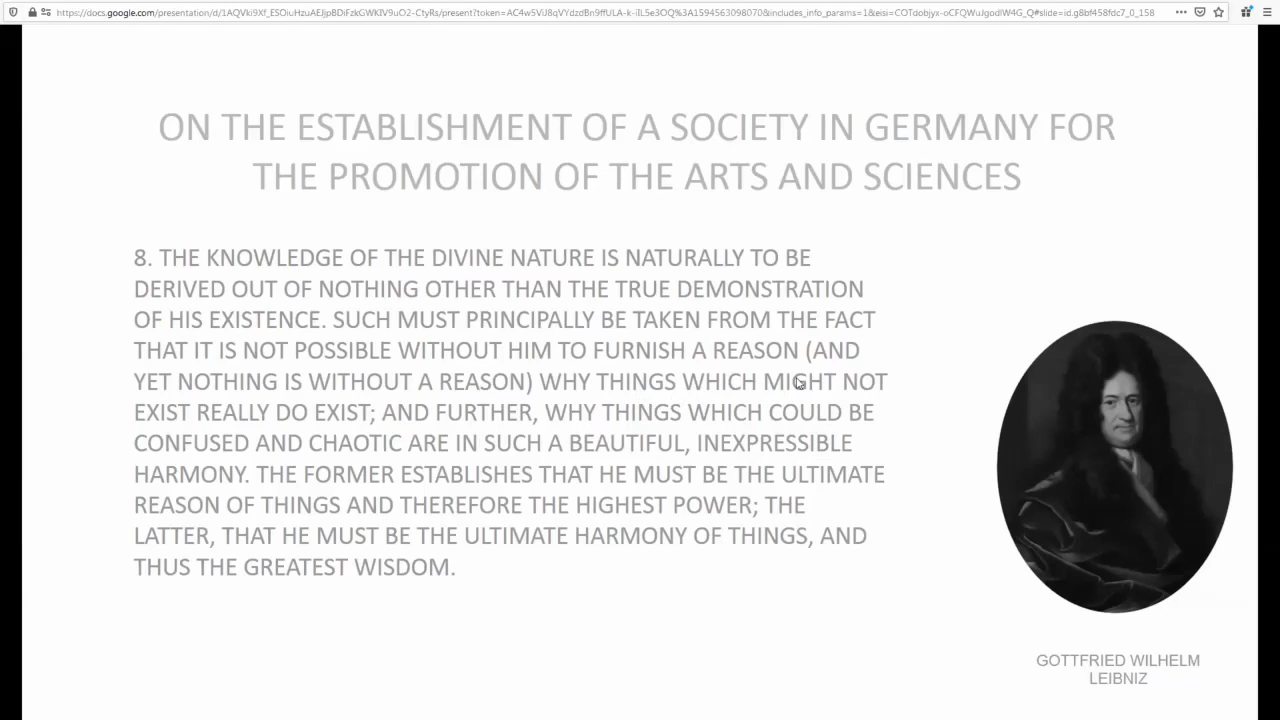 ON THE ESTABLISHMENT OF A SOCIETY IN GERMANY FOR
THE PROMOTION OF THE ARTS AND SCIENCES
8. THE KNOWLEDGE OF THE DIVINE NATURE IS NATURALLY TO BE
DERIVED OUT OF NOTHING OTHER THAN THE TRUE DEMONSTRATION
OF HIS EXISTENCE. SUCH MUST PRINCIPALLY BE TAKEN FROM THE FACT
THAT IT IS NOT POSSIBLE WITHOUT HIM TO FURNISH A REASON (AND
YET NOTHING IS WITHOUT A REASON) WHY THINGS WHICH MIGHT NOT
EXIST REALLY DO EXIST; AND FURTHER, WHY THINGS WHICH COULD BE
CONFUSED AND CHAOTIC ARE IN SUCH A BEAUTIFUL, INEXPRESSIBLE
HARMONY. THE FORMER ESTABLISHES THAT HE MUST BE THE ULTIMATE
REASON OF THINGS AND THEREFORE THE HIGHEST POWER; THE
LATTER, THAT HE MUST BE THE ULTIMATE HARMONY OF THINGS, AND
THUS THE GREATEST WISDOM.
GOTTFRIED WILHELM
LEIBNIZ